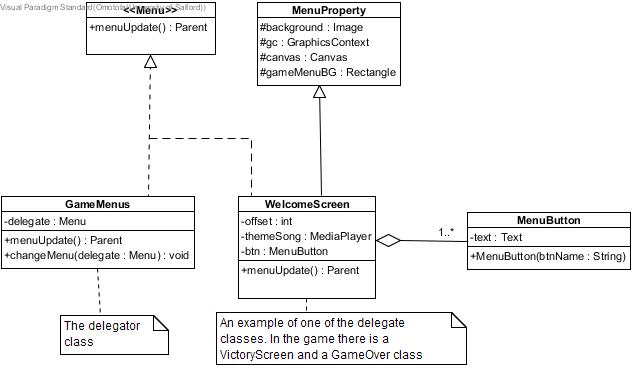 Visual Paradigm Standard(Omotola(University of Salford))
<<Menu>>
+menuUpdate() : Parent
MenuProperty
#background : Image
#gc : GraphicsContext
#canvas : Canvas
#gameMenuBG : Rectangle
GameMenus
-delegate : Menu
+menuUpdate() : Parent
+changeMenu(delegate : Menu) : void
WelcomeScreen
-offset : int
-themeSong : MediaPlayer
-btn : MenuButton
+menuUpdate() : Parent
1..*
MenuButton
-text : Text
+MenuButton(btnName : String)
The delegator
class
An example of one of the delegate
classes. In the game there is a
VictoryScreen and a GameOver class